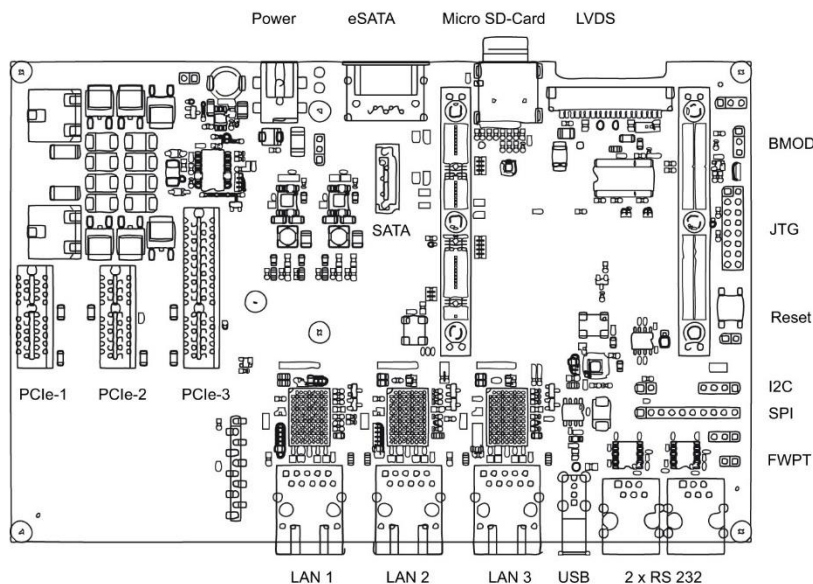 Power eSATA Micro SD-Card LVDS
BMOD
SATA
JTG
Reset
PCIe-1 PCIe-2 PCIe-3
I2C
SPI
FWPT
LAN 1 LAN 2 LAN 3 USB 2 x RS 232